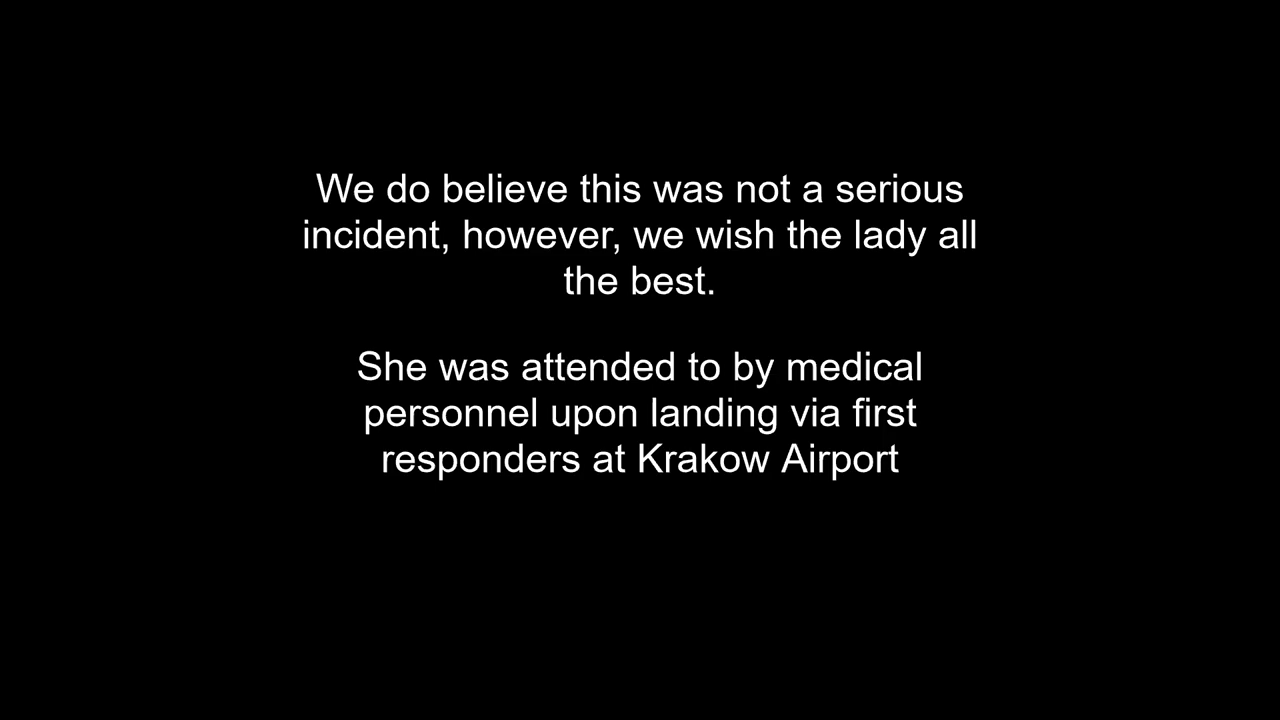 We do believe this was not a serious
incident, however, we wish the lady all
the best.
She was attended to by medical
personnel upon landing via first
responders at Krakow Airport